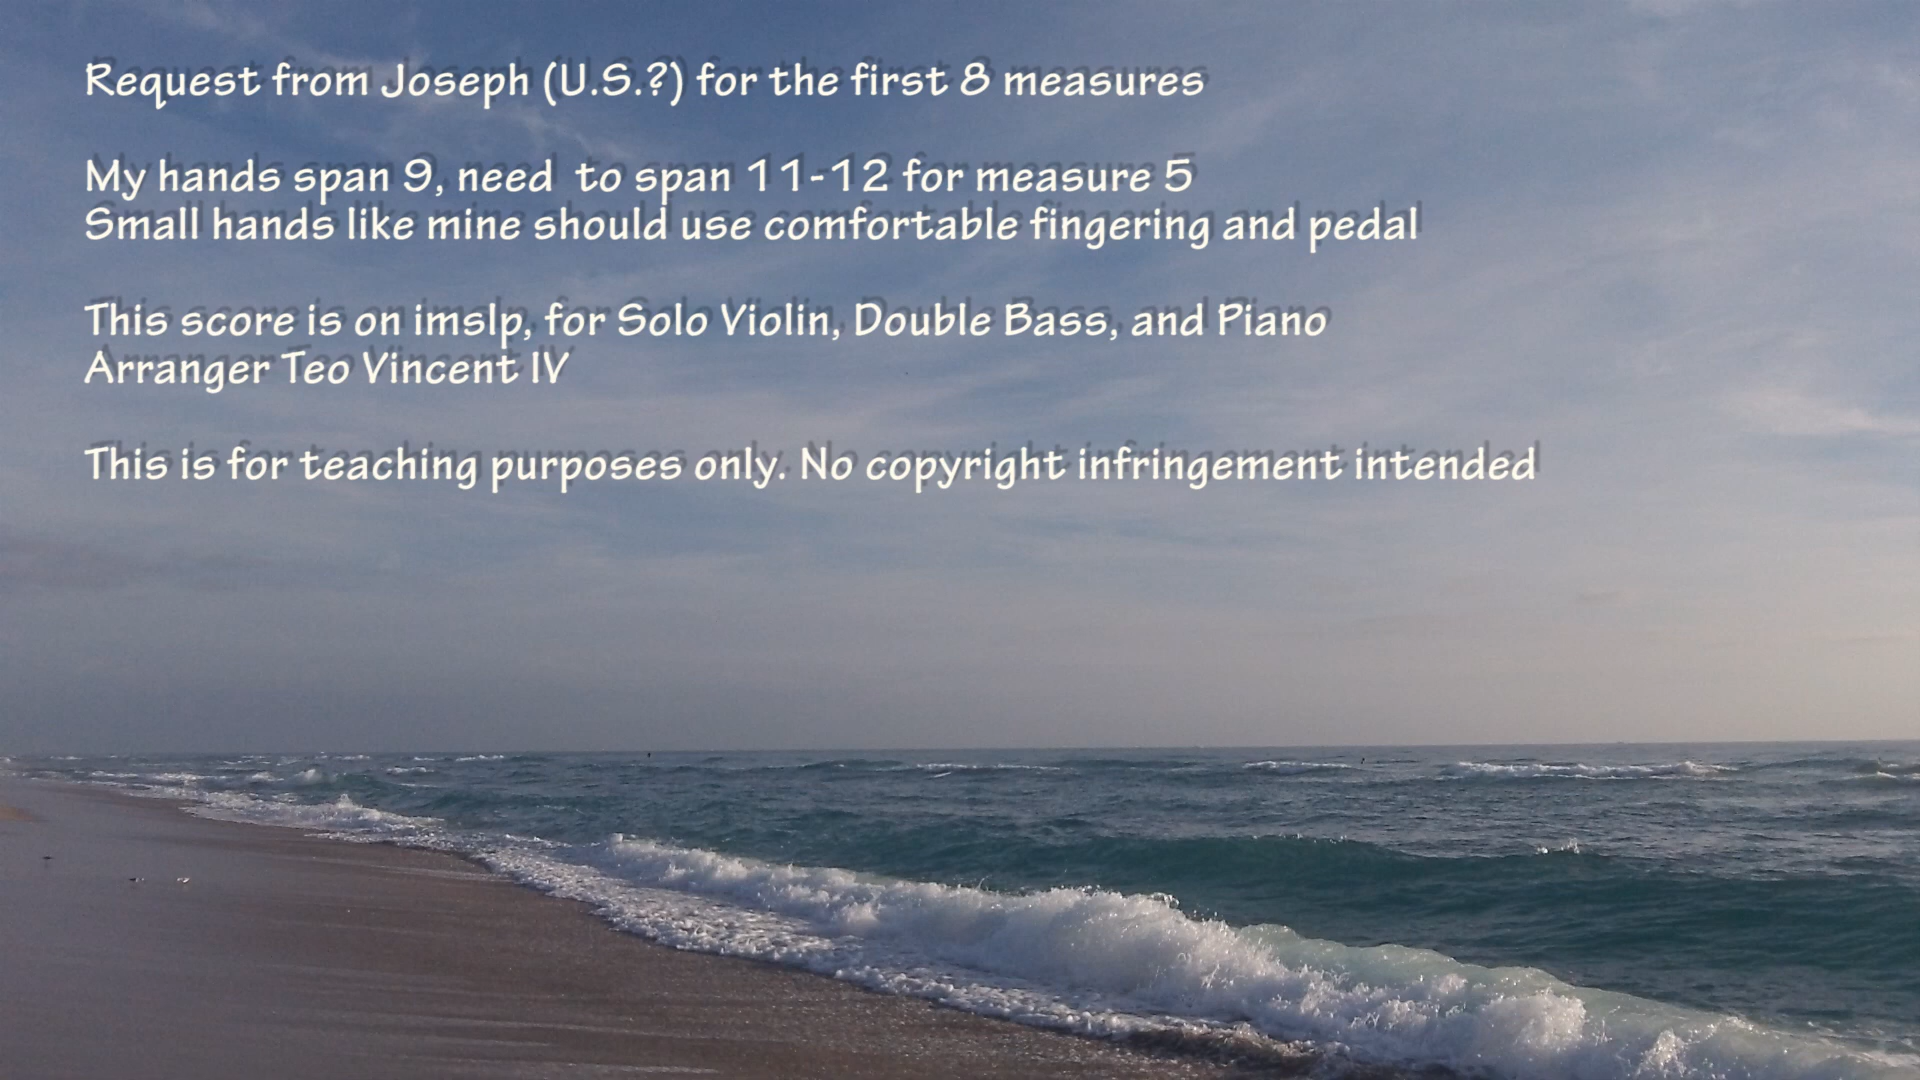 Request from Joseph (U.S.?) for the first 8 measures
My hands span 9, need  to span 11-12 for measure 5
Small hands like mine should use comfortable fingering and pedal
This score is on imslp, for Solo Violin, Double Bass, and Piano
Arranger Teo Vincent IV
This is for teaching purposes only. No copyright infringement intended